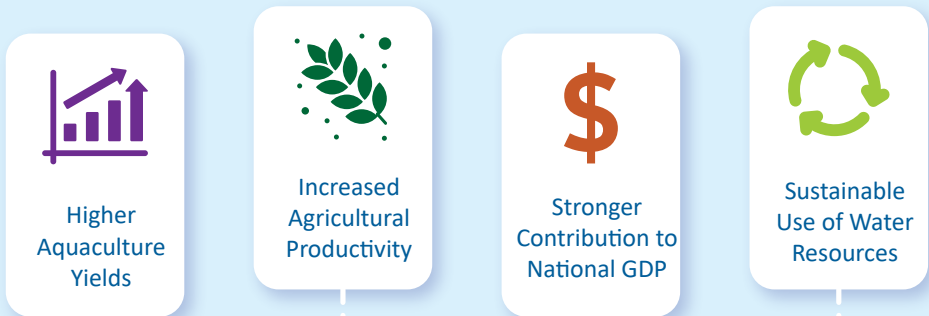 Higher
Aquaculture
Yields
Increased
Agricultural
Productivity
$
Stronger
Contribution to
National GDP
Sustainable
Use of Water
Resources